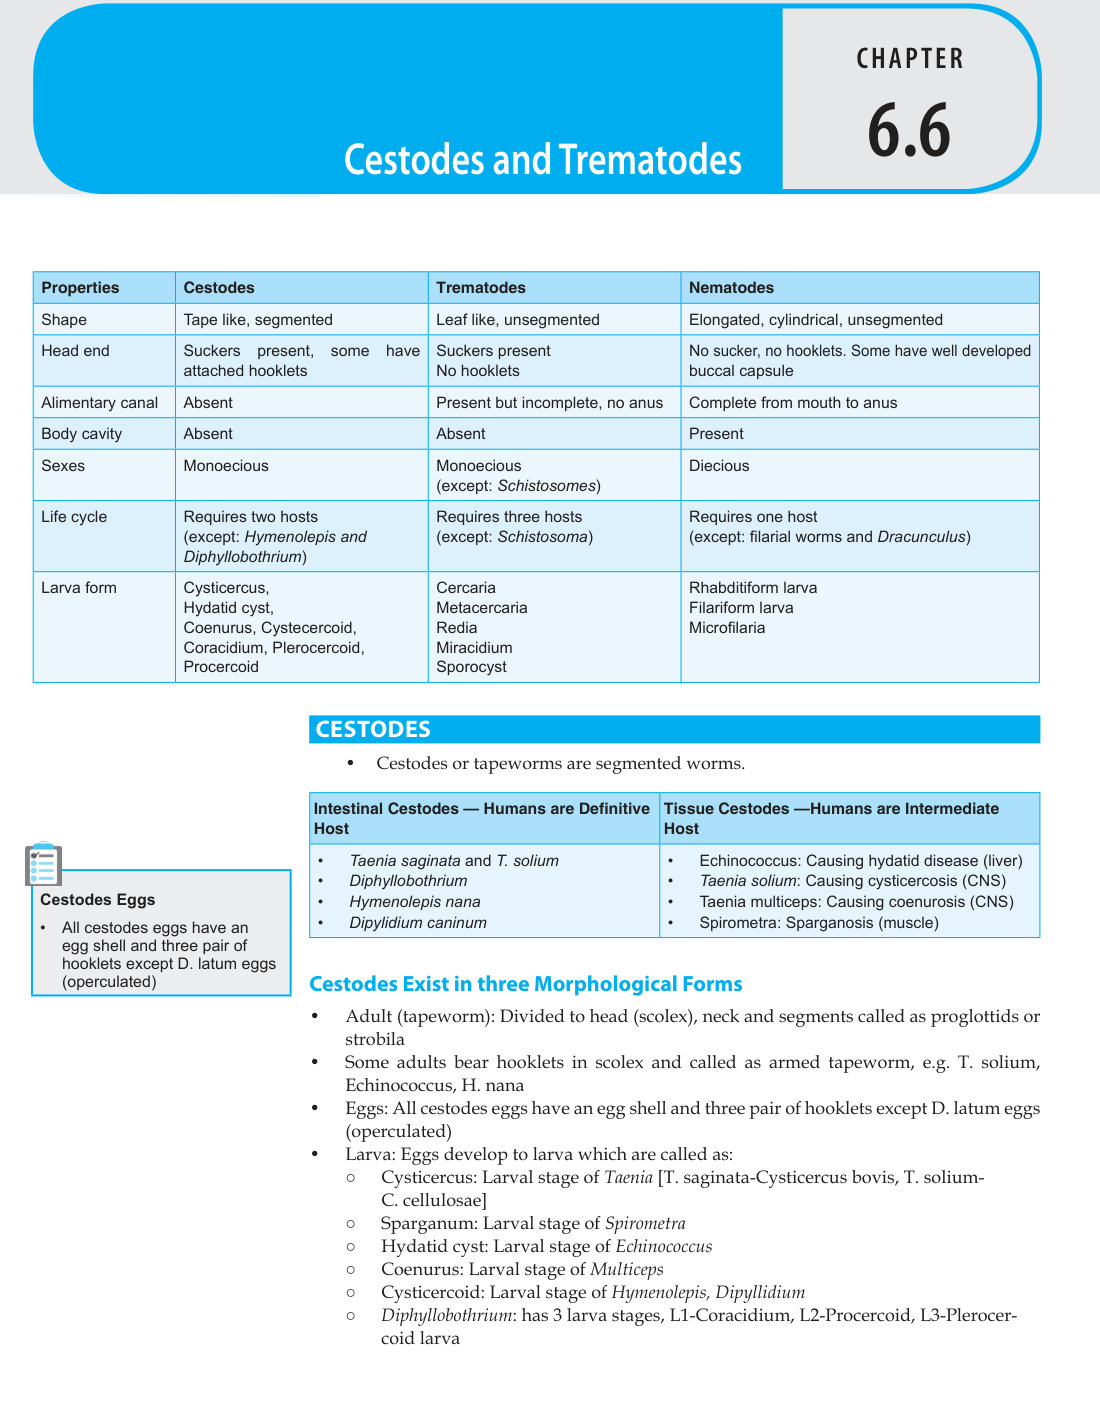 CHAPTER
6.6
Cestodes and Trematodes
Properties Cestodes Trematodes Nematodes
Shape Tape like, segmented Leaf like, unsegmented Elongated, cylindrical, unsegmented
Head end Suckers present, some have attached hooklets Suckers present No hooklets No sucker, no hooklets. Some have well developed buccal capsule
Alimentary canal Absent Present but incomplete, no anus Complete from mouth to anus
Body cavity Absent Absent Present
Sexes Monoecious Monoecious (except: Schistosomes) Diecious
Life cycle Requires two hosts (except: Hymenolepis and Diphyllobothrium) Requires three hosts (except: Schistosoma) Requires one host (except: filarial worms and Dracunculus)
Larva form Cysticercus, Hydatid cyst, Coenurus, Cystecercoid, Coracidium, Plerocercoid, Procercoid Cercaria Metacercaria Redia Miracidium Sporocyst Rhabditiform larva Filariform larva Microfilaria
CESTODES
• Cestodes or tapeworms are segmented worms.
Intestinal Cestodes — Humans are Definitive Host
Tissue Cestodes —Humans are Intermediate Host
• Taenia saginata and T. solium
• Diphyllobothrium
• Hymenolepis nana
• Dipylidium caninum
• Echinococcus: Causing hydatid disease (liver)
• Taenia solium: Causing cysticercosis (CNS)
• Taenia multiceps: Causing coenurosis (CNS)
• Spirometra: Sparganosis (muscle)
Cestodes Eggs
• All cestodes eggs have an
egg shell and three pair of
hooklets except D. latum eggs
(operculated)
Cestodes Exist in three Morphological Forms
• Adult (tapeworm): Divided to head (scolex), neck and segments called as proglottids or
strobila
• Some adults bear hooklets in scolex and called as armed tapeworm, e.g. T. solium,
Echinococcus, H. nana
• Eggs: All cestodes eggs have an egg shell and three pair of hooklets except D. latum eggs
(operculated)
• Larva: Eggs develop to larva which are called as:
○ Cysticercus: Larval stage of Taenia [T. saginata-Cysticercus bovis, T. solium-
C. cellulosae]
○ Sparganum: Larval stage of Spirometra
○ Hydatid cyst: Larval stage of Echinococcus
○ Coenurus: Larval stage of Multiceps
○ Cysticercoid: Larval stage of Hymenolepis, Dipyllidium
○ Diphyllobothrium: has 3 larva stages, L1-Coracidium, L2-Procercoid, L3-Plerocer-
coid larva